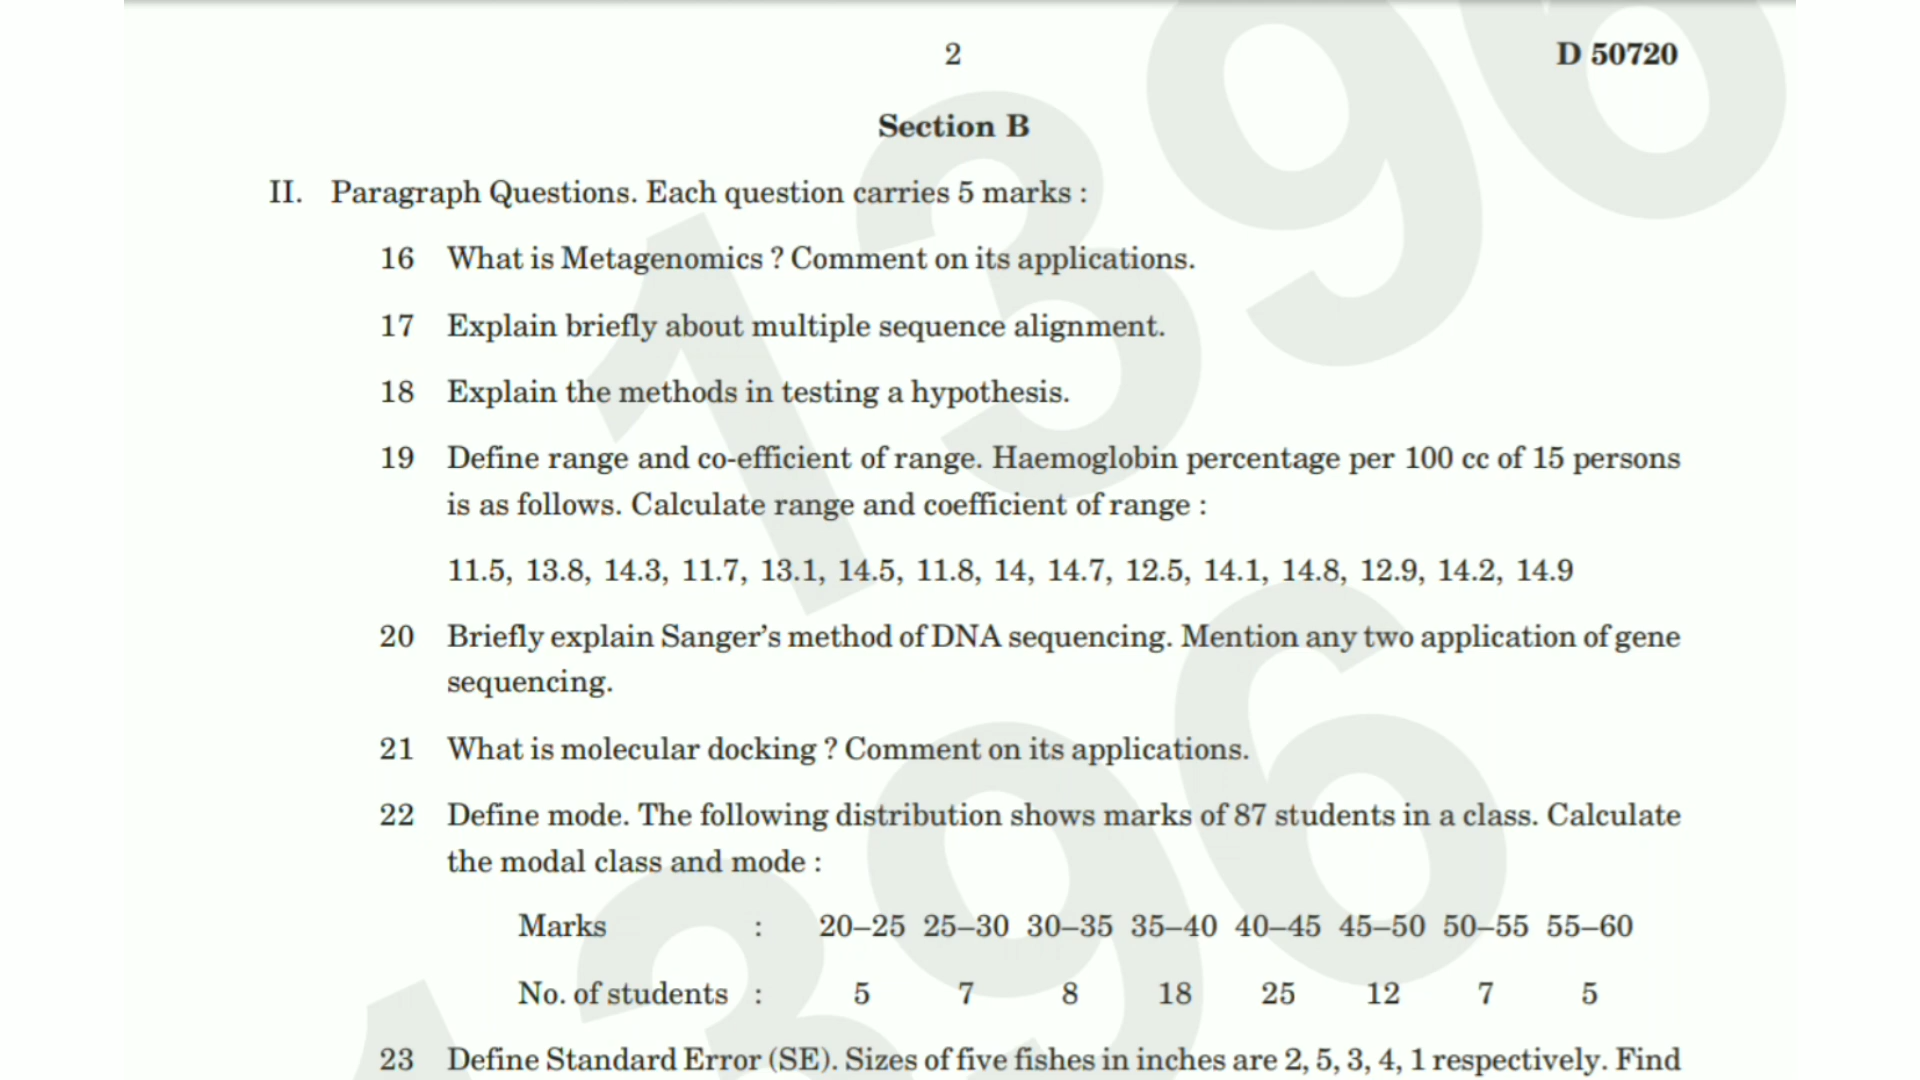 2
D 50720
Section B
II. Paragraph Questions. Each question carries 5 marks :
16 What is Metagenomics ? Comment on its applications.
17 Explain briefly about multiple sequence alignment.
18 Explain the methods in testing a hypothesis.
19 Define range and co-efficient of range. Haemoglobin percentage per 100 cc of 15 persons
is as follows. Calculate range and coefficient of range :
11.5, 13.8, 14.3, 11.7, 13.1, 14.5, 11.8, 14, 14.7, 12.5, 14.1, 14.8, 12.9, 14.2, 14.9
20 Briefly explain Sanger’s method of DNA sequencing. Mention any two application of gene
sequencing.
21 What is molecular docking ? Comment on its applications.
22 Define mode. The following distribution shows marks of 87 students in a class. Calculate
the modal class and mode :
Marks : 20–25 25–30 30–35 35–40 40–45 45–50 50–55 55–60
No. of students : 5 7 8 18 25 12 7 5
23 Define Standard Error (SE). Sizes of five fishes in inches are 2, 5, 3, 4, 1 respectively. Find
1396
1396